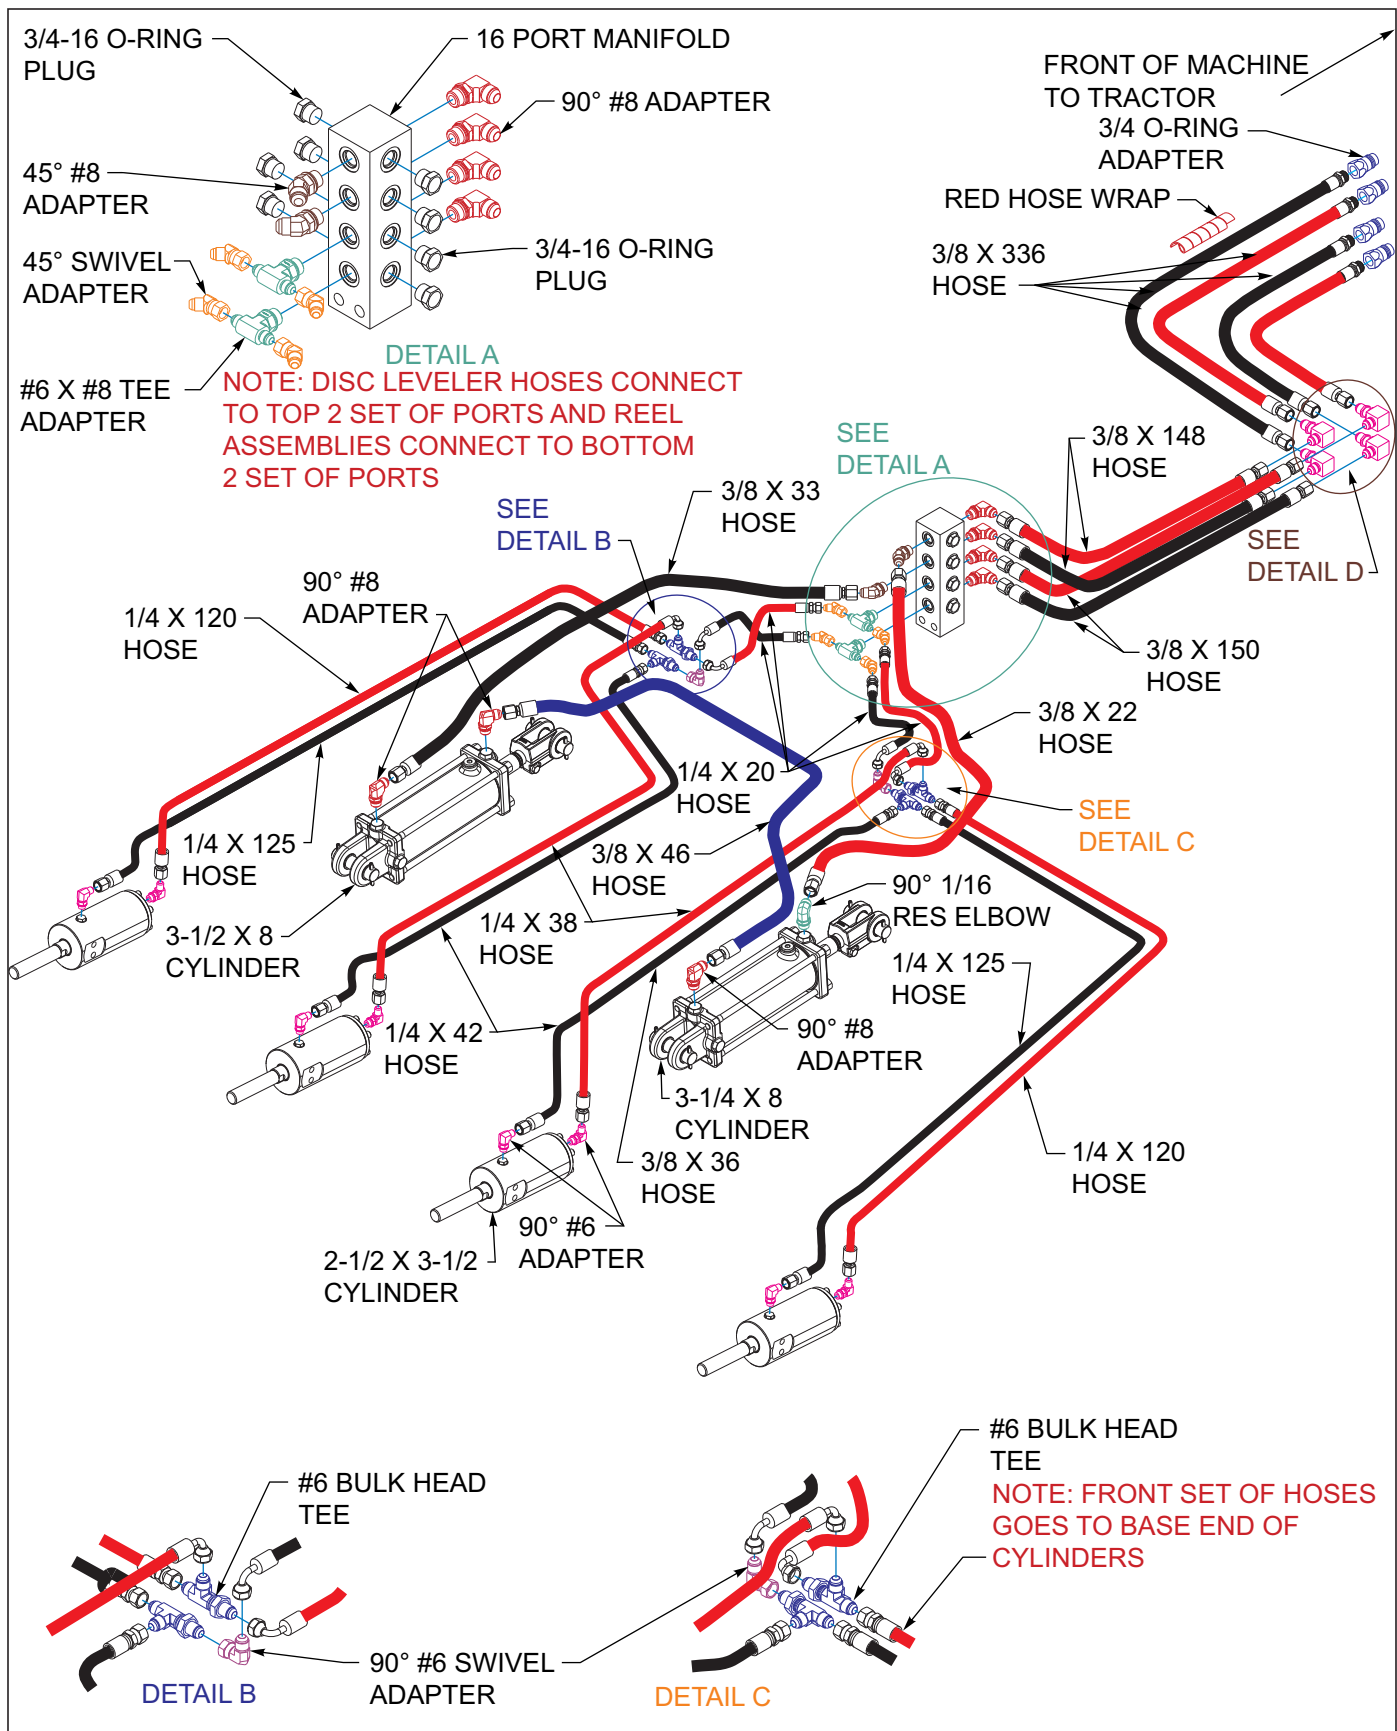 3/4-16 O-RING
PLUG
16 PORT MANIFOLD
90° #8 ADAPTER
FRONT OF MACHINE
TO TRACTOR
3/4 O-RING
ADAPTER
45° #8
ADAPTER
RED HOSE WRAP
45° SWIVEL
ADAPTER
3/4-16 O-RING
PLUG
3/8 X 336
HOSE
#6 X #8 TEE
ADAPTER
DETAIL A
NOTE: DISC LEVELER HOSES CONNECT
TO TOP 2 SET OF PORTS AND REEL
ASSEMBLIES CONNECT TO BOTTOM
2 SET OF PORTS
SEE
DETAIL A
3/8 X 148
HOSE
3/8 X 33
HOSE
SEE
DETAIL B
SEE
DETAIL D
90° #8
ADAPTER
1/4 X 120
HOSE
3/8 X 150
HOSE
3/8 X 22
HOSE
1/4 X 20
HOSE
SEE
DETAIL C
1/4 X 125
HOSE
3/8 X 46
HOSE
90° 1/16
RES ELBOW
3-1/2 X 8
CYLINDER
1/4 X 38
HOSE
1/4 X 125
HOSE
1/4 X 42
HOSE
90° #8
ADAPTER
3-1/4 X 8
CYLINDER
3/8 X 36
HOSE
1/4 X 120
HOSE
90° #6
ADAPTER
2-1/2 X 3-1/2
CYLINDER
#6 BULK HEAD
TEE
#6 BULK HEAD
TEE
NOTE: FRONT SET OF HOSES
GOES TO BASE END OF
CYLINDERS
90° #6 SWIVEL
ADAPTER
DETAIL B
DETAIL C